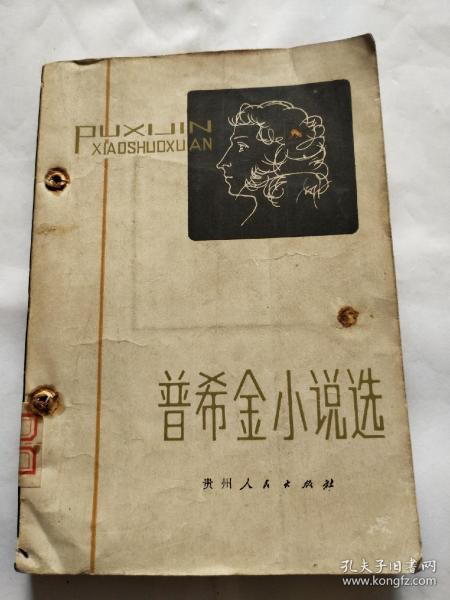 PUXIJIN
XIAOSHUOXUAN
普希金小说选
贵州人民出版社
孔夫子旧书网
www.kongfz.com